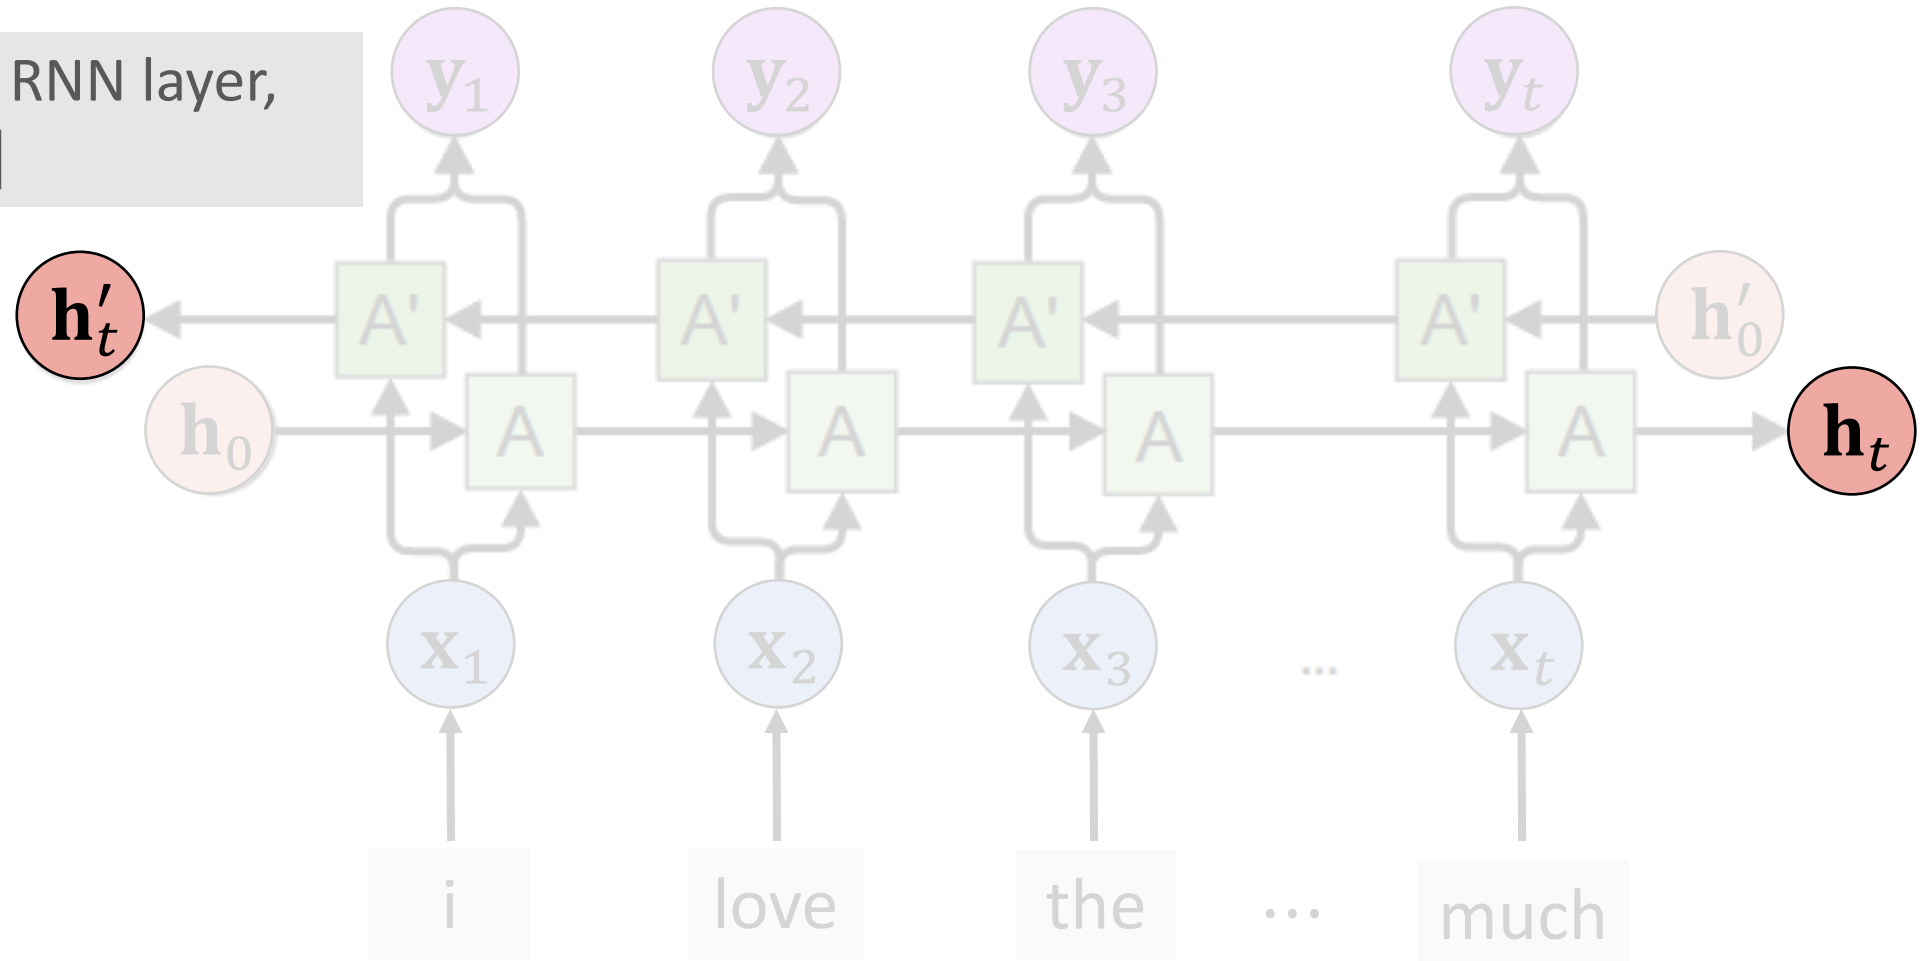 RNN layer,
y₁ y₂ y₃ yₜ
h′ₜ A' A' A' A' h′₀
h₀ A A A A hₜ
x₁ x₂ x₃ ... xₜ
i love the ... much